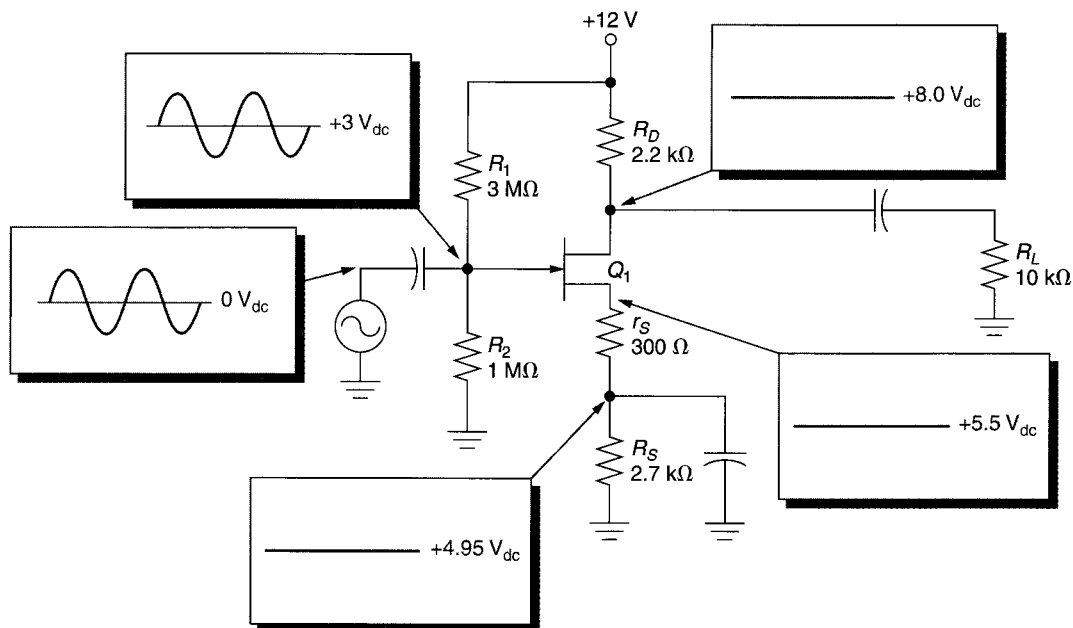 +12 V
+3 Vdc
+8.0 Vdc
RD
2.2 kΩ
R1
3 MΩ
0 Vdc
Q1
RL
10 kΩ
rS
300 Ω
R2
1 MΩ
+5.5 Vdc
RS
2.7 kΩ
+4.95 Vdc